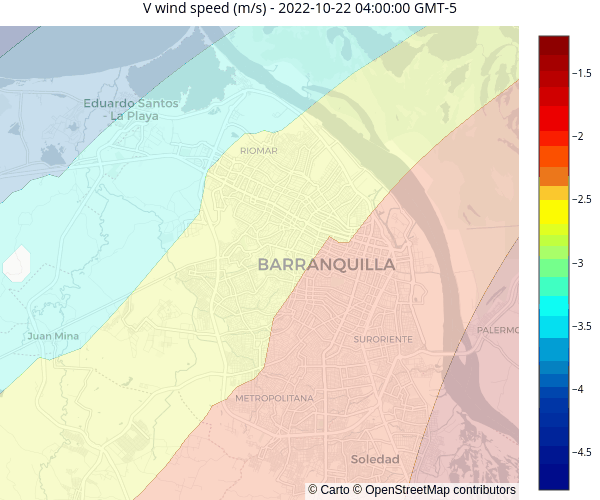 V wind speed (m/s) - 2022-10-22 04:00:00 GMT-5
Eduardo Santos
- La Playa
RIOMAR
BARRANQUILLA
Juan Mina
SURORIENTE
PALERMO
METROPOLITANA
Soledad
© Carto © OpenStreetMap contributors
−1.5
−2
−2.5
−3
−3.5
−4
−4.5